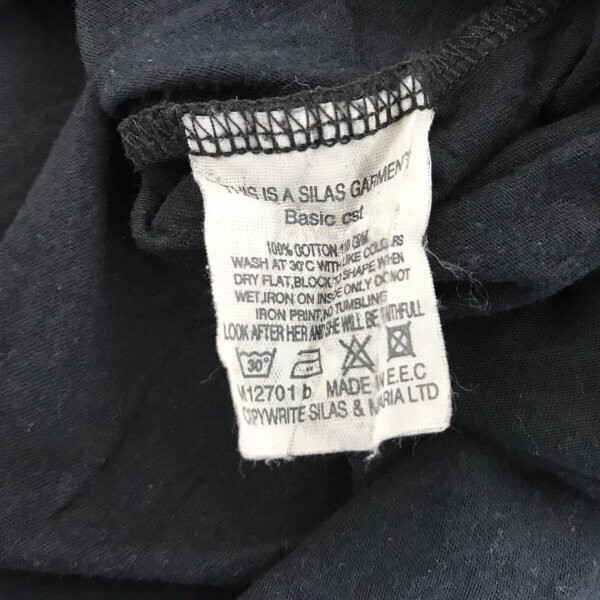 THIS IS A SILAS GARMENT
Basic cst
100% COTTON, 110 GRM
WASH AT 30°C WITH LIKE COLOURS
DRY FLAT, BLOCK TO SHAPE WHEN
WET, IRON ON INSIDE ONLY DO NOT
IRON PRINT, NO TUMBLING
LOOK AFTER HER AND SHE WILL BE FAITHFULL
30°
M12701 b MADE IN E.E.C
COPYWRITE SILAS & MARIA LTD